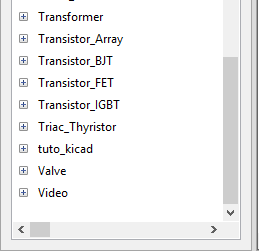 Transformer
Transistor_Array
Transistor_BJT
Transistor_FET
Transistor_IGBT
Triac_Thyristor
tuto_kicad
Valve
Video